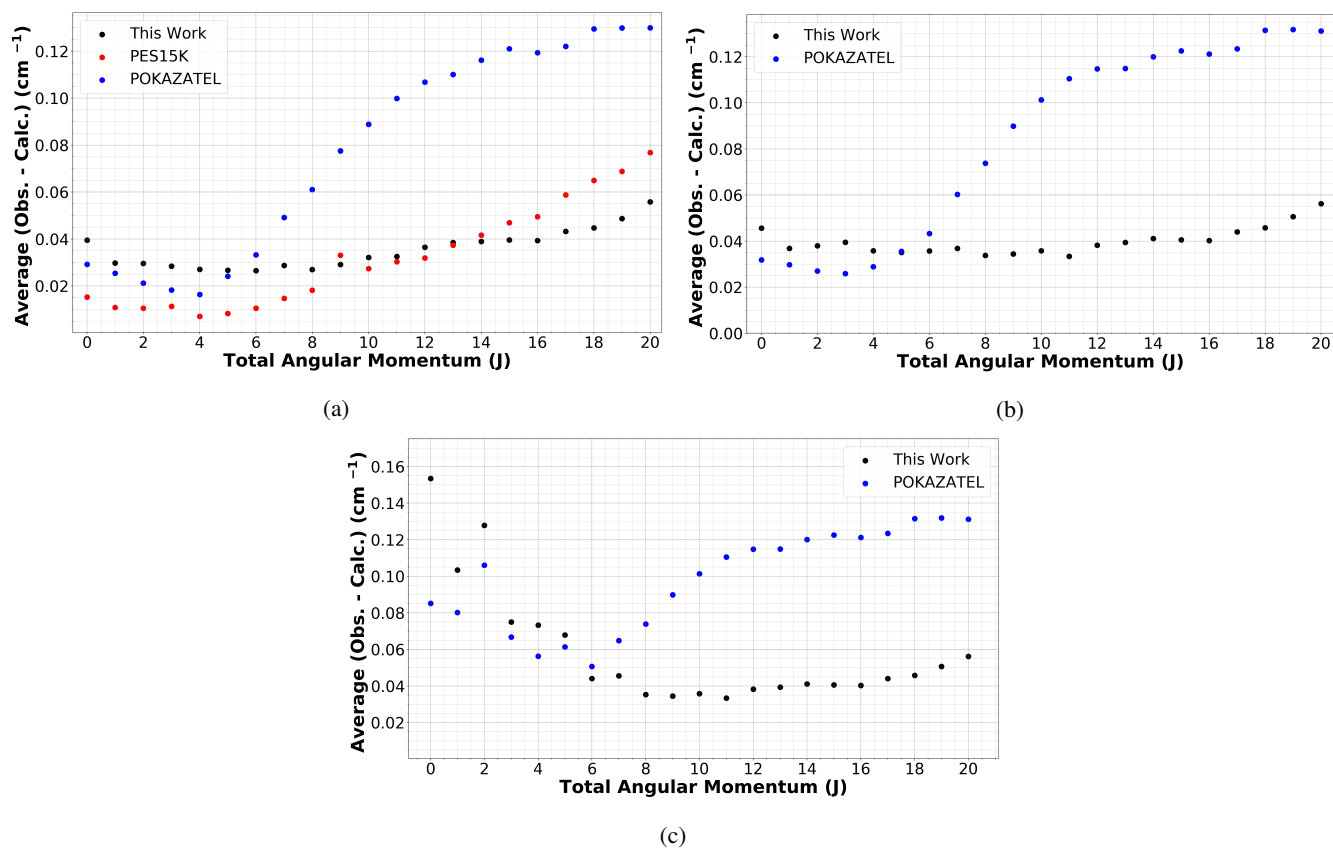 Average (Obs. - Calc.) (cm ⁻¹)
0.12
0.10
0.08
0.06
0.04
0.02
This Work
PES15K
POKAZATEL
0 2 4 6 8 10 12 14 16 18 20
Total Angular Momentum (J)
(a)
Average (Obs. - Calc.) (cm ⁻¹)
0.12
0.10
0.08
0.06
0.04
0.02
0.00
This Work
POKAZATEL
0 2 4 6 8 10 12 14 16 18 20
Total Angular Momentum (J)
(b)
Average (Obs. - Calc.) (cm ⁻¹)
0.16
0.14
0.12
0.10
0.08
0.06
0.04
0.02
This Work
POKAZATEL
0 2 4 6 8 10 12 14 16 18 20
Total Angular Momentum (J)
(c)